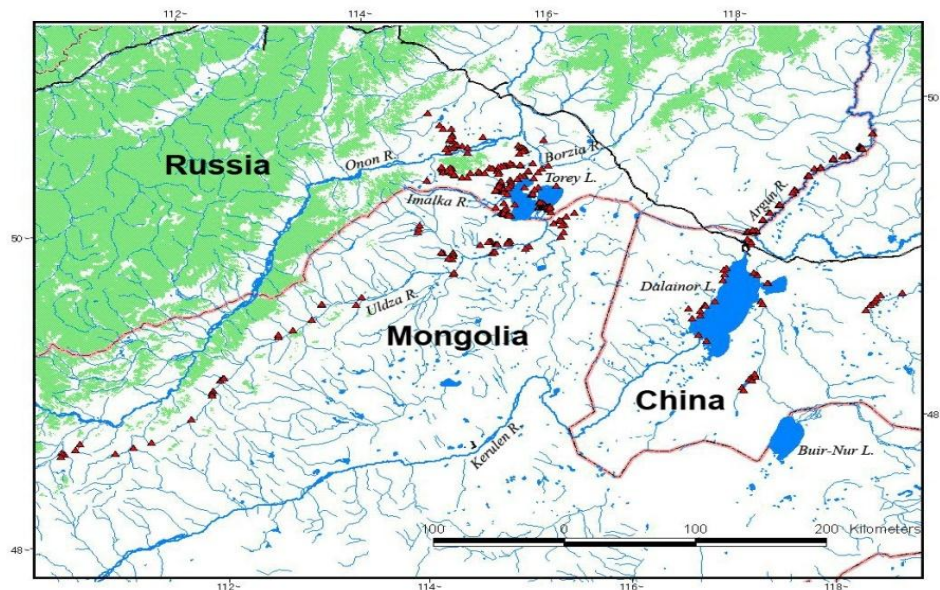 112
114
116
118
50
50
Russia
Onon R.
Borzia R.
Torey L.
Imalka R.
Argun R.
50
Dalainor L.
Uldza R.
Mongolia
China
48
Kerulen R.
Buir-Nur L.
100 0 100 200 Kilometers
48
112
114
116
118